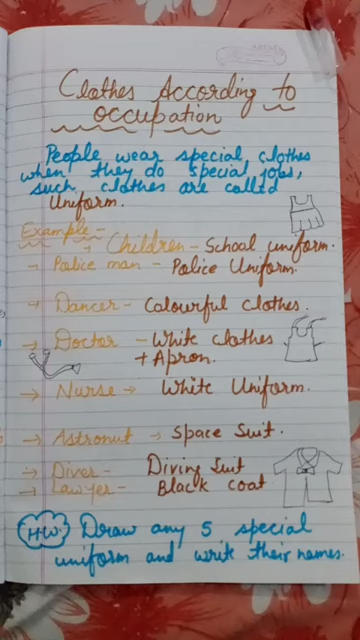 Clothes According to
occupation
People wear special clothes
when they do special jobs,
such clothes are called
Uniform.
Example -
→ Children - School uniform.
→ Police man - Police Uniform.
→ Dancer - Colourful clothes.
→ Doctor - White clothes
+ Apron.
→ Nurse → White Uniform.
→ Astronut → Space Suit.
→ Diver - Diving Suit
→ Lawyer - Black coat
H.W. Draw any 5 special
uniform and write their names.